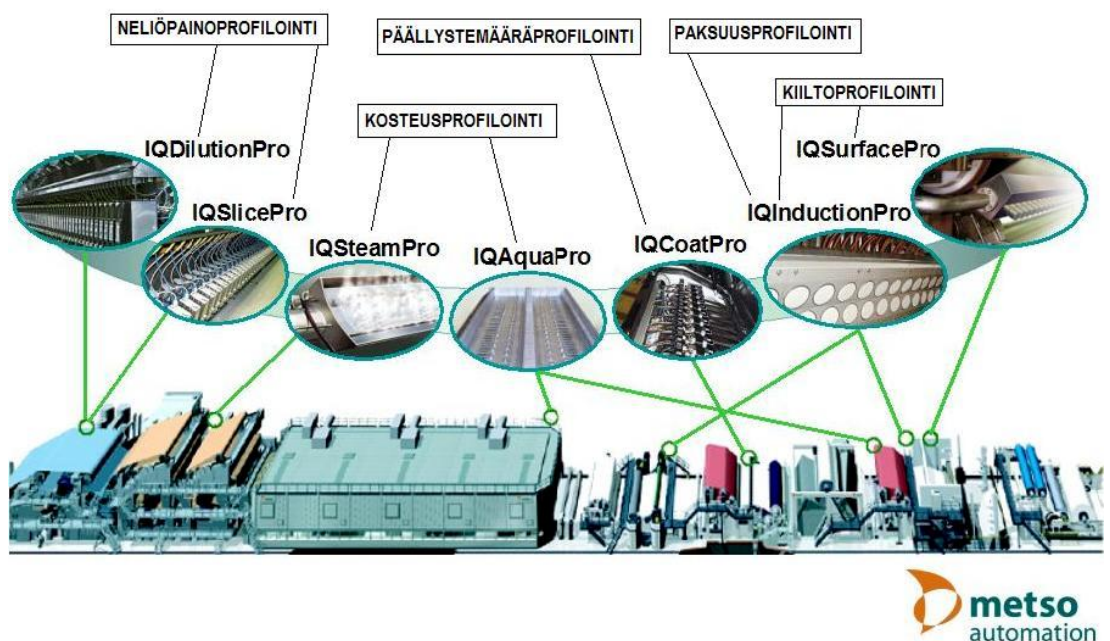 NELIÖPAINOPROFILOINTI
PÄÄLLYSTEMÄÄRÄPROFILOINTI
PAKSUUSPROFILOINTI
KIILTOPROFILOINTI
KOSTEUSPROFILOINTI
IQDilutionPro
IQSurfacePro
IQSlicePro
IQInductionPro
IQSteamPro
IQAquaPro
IQCoatPro
metso
automation